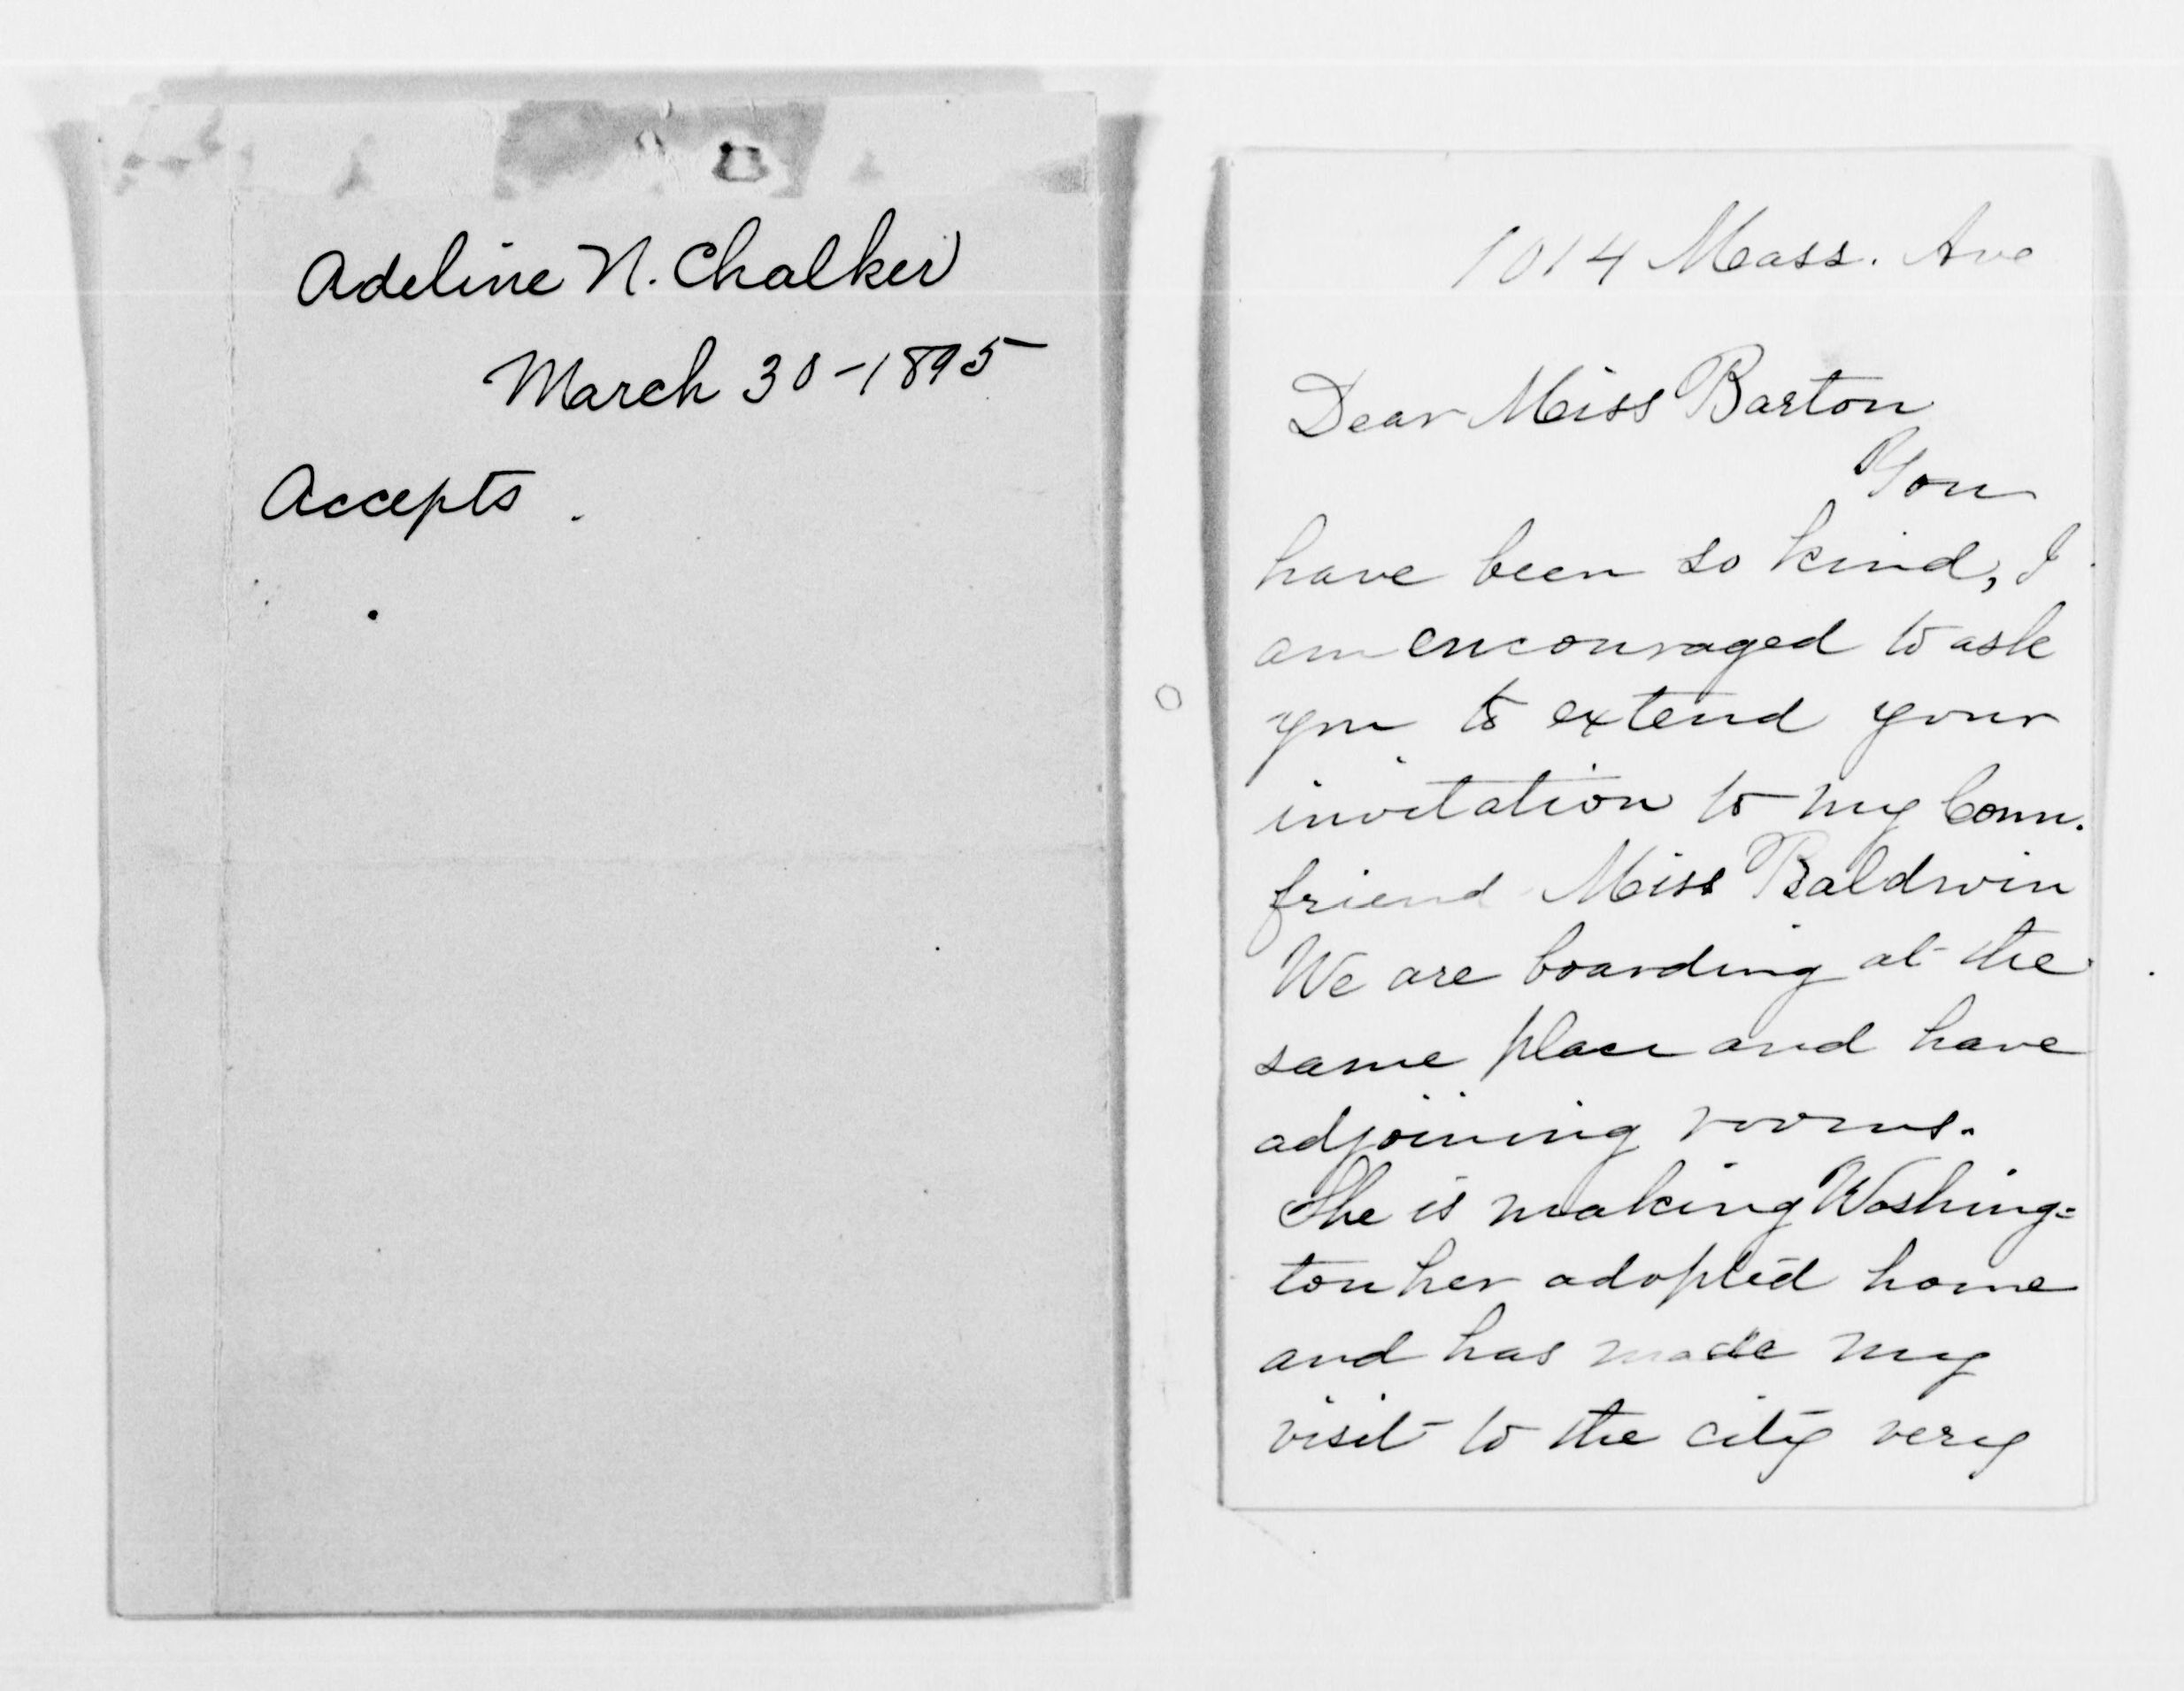 Adeline N. Chalker
March 30-1895
Accepts.
1014 Mass. Ave
Dear Miss Barton
You
have been so kind, I
am encouraged to ask
you to extend your
invitation to my Conn.
friend Miss Baldwin
We are boarding at the
same place and have
adjoining rooms.
She is making Washing=
ton her adopted home
and has made my
visit to the city very